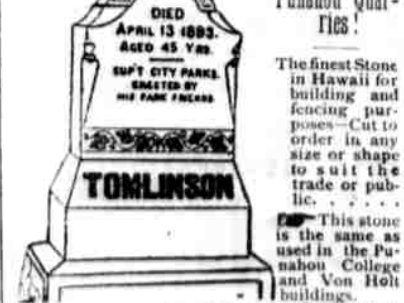 DIED
APRIL 13 1893.
AGED 45 YRS.
SUP'T CITY PARKS.
ERECTED BY
HIS PARK FRIENDS
TOMLINSON
Punahou Quar-
ries!
The finest Stone
in Hawaii for
building and
fencing pur-
poses—Cut to
order in any
size or shape
to suit the
trade or pub-
lic. . . . . .
This stone
is the same as
used in the Pu-
nahou College
and Von Holt
buildings.